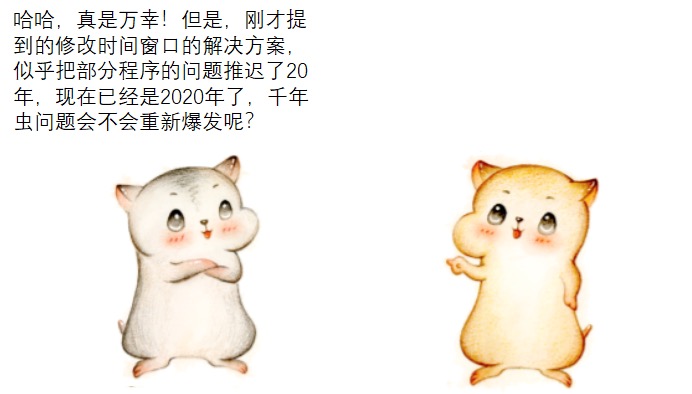 哈哈，真是万幸！但是，刚才提
到的修改时间窗口的解决方案，
似乎把部分程序的问题推迟了20
年，现在已经是2020年了，千年
虫问题会不会重新爆发呢？